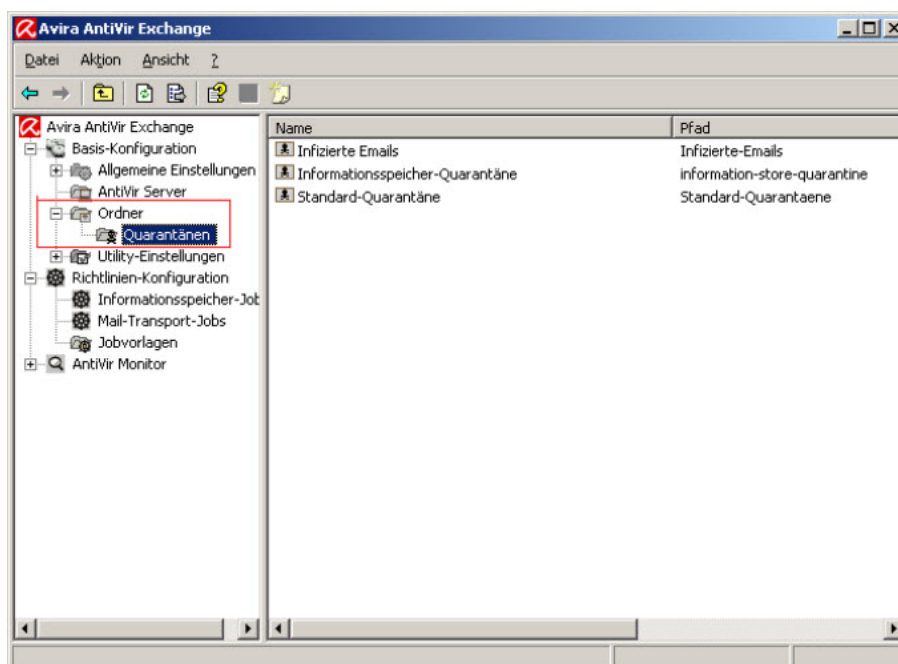 Avira AntiVir Exchange
Datei Aktion Ansicht ?
Avira AntiVir Exchange
Basis-Konfiguration
Allgemeine Einstellungen
AntiVir Server
Ordner
Quarantänen
Utility-Einstellungen
Richtlinien-Konfiguration
Informationsspeicher-Jot
Mail-Transport-Jobs
Jobvorlagen
AntiVir Monitor
Name Pfad
Infizierte Emails Infizierte-Emails
Informationsspeicher-Quarantäne information-store-quarantine
Standard-Quarantäne Standard-Quarantaene